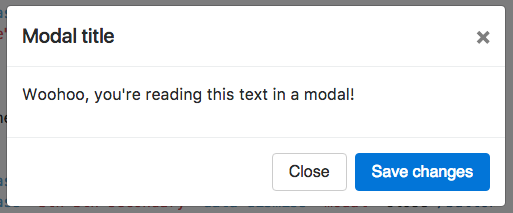 Modal title
×
Woohoo, you're reading this text in a modal!
Close
Save changes